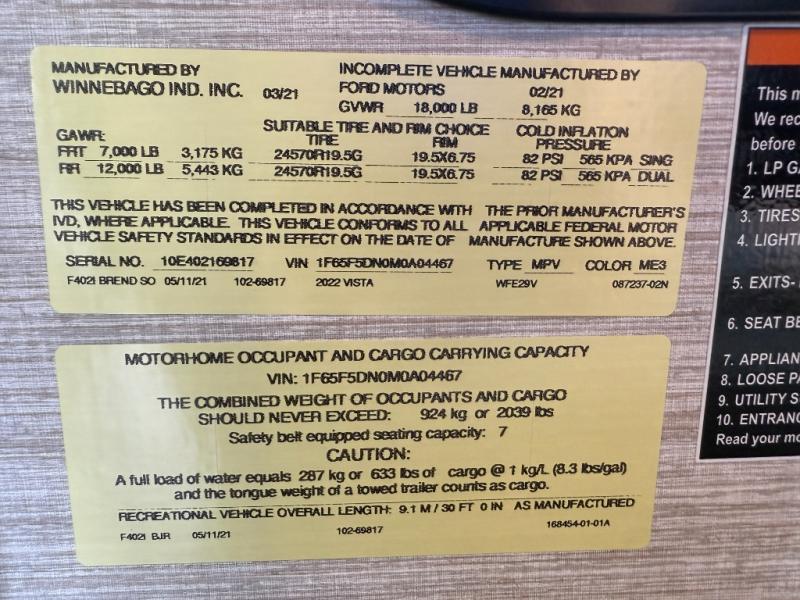 MANUFACTURED BY
WINNEBAGO IND. INC. 03/21
INCOMPLETE VEHICLE MANUFACTURED BY
FORD MOTORS 02/21
GVWR 18,000 LB 8,165 KG
GAWR: SUITABLE TIRE AND RIM CHOICE COLD INFLATION
TIRE RIM PRESSURE
FRT 7,000 LB 3,175 KG 24570R19.5G 19.5X6.75 82 PSI 565 KPA SING
RR 12,000 LB 5,443 KG 24570R19.5G 19.5X6.75 82 PSI 565 KPA DUAL
THIS VEHICLE HAS BEEN COMPLETED IN ACCORDANCE WITH THE PRIOR MANUFACTURER'S
IVD, WHERE APPLICABLE. THIS VEHICLE CONFORMS TO ALL APPLICABLE FEDERAL MOTOR
VEHICLE SAFETY STANDARDS IN EFFECT ON THE DATE OF MANUFACTURE SHOWN ABOVE.
SERIAL NO. 10E402169817 VIN 1F65F5DN0M0A04467 TYPE MPV COLOR ME3
F402I BREND SO 05/11/21 102-69817 2022 VISTA WFE29V 087237-02N
MOTORHOME OCCUPANT AND CARGO CARRYING CAPACITY
VIN: 1F65F5DN0M0A04467
THE COMBINED WEIGHT OF OCCUPANTS AND CARGO
SHOULD NEVER EXCEED: 924 kg or 2039 lbs
Safety belt equipped seating capacity: 7
CAUTION:
A full load of water equals 287 kg or 633 lbs of cargo @ 1 kg/L (8.3 lbs/gal)
and the tongue weight of a towed trailer counts as cargo.
RECREATIONAL VEHICLE OVERALL LENGTH: 9.1 M / 30 FT 0 IN AS MANUFACTURED
F402I BJR 05/11/21 102-69817 168454-01-01A
This
We
before
1. LP
2.
3. TIRES
4.
5. EXITS-
6. SEAT
7.
8. LOOSE
9. UTILITY
10.
Read your